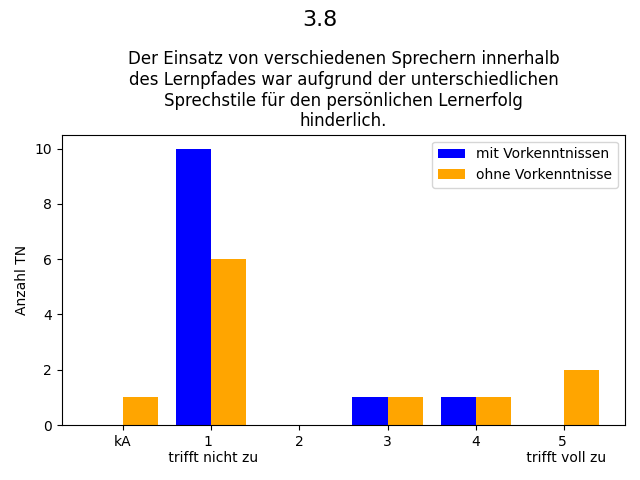 3.8
Der Einsatz von verschiedenen Sprechern innerhalb
des Lernpfades war aufgrund der unterschiedlichen
Sprechstile für den persönlichen Lernerfolg
hinderlich.
mit Vorkenntnissen
ohne Vorkenntnisse
Anzahl TN
10
8
6
4
2
0
kA 1 2 3 4 5
trifft nicht zu trifft voll zu